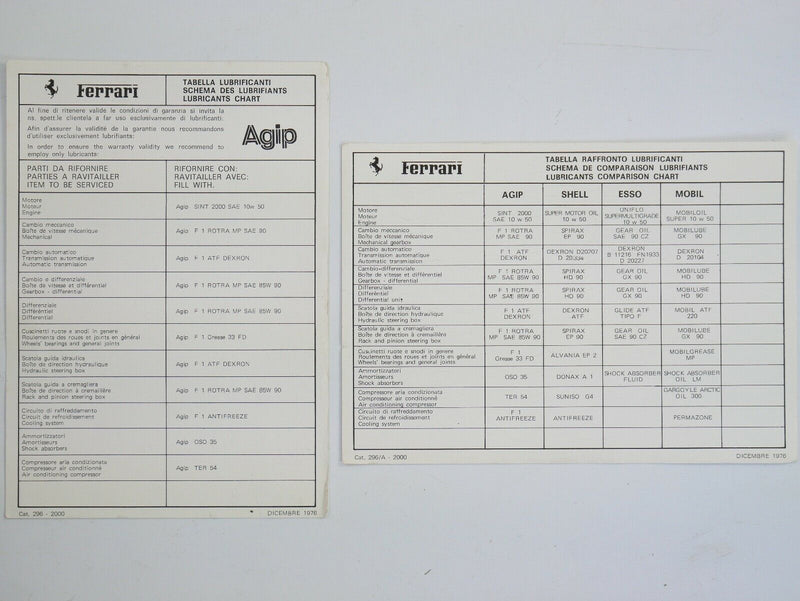 Ferrari
TABELLA LUBRIFICANTI
SCHEMA DES LUBRIFIANTS
LUBRICANTS CHART
Al fine di ritenere valide le condizioni di garanzia si invita la
ns. spett.le clientela a far uso esclusivamente di lubrificanti:
Afin d'assurer la validité de la garantie nous recommandons
d'utiliser exclusivement lubrifiants:
In order to ensure the warranty validity we recommend to
employ only lubricants:
Agip
PARTI DA RIFORNIRE
PARTIES A RAVITAILLER
ITEM TO BE SERVICED
RIFORNIRE CON:
RAVITAILLER AVEC:
FILL WITH.
Motore
Moteur
Engine
Agip SINT 2000 SAE 10w 50
Cambio meccanico
Boîte de vitesse mécanique
Mechanical
Agip F 1 ROTRA MP SAE 90
Cambio automatico
Transmission automatique
Automatic transmission
Agip F 1 ATF DEXRON
Cambio e differenziale
Boîte de vitesse et différentiel
Gearbox - differential
Agip F 1 ROTRA MP SAE 85W 90
Differenziale
Différentiel
Differential
Agip F 1 ROTRA MP SAE 85W 90
Cuscinetti ruote e snodi in genere
Roulements des roues et joints en général
Wheels' bearings and general joints
Agip F 1 Grease 33 FD
Scatola guida idraulica
Boîte de direction hydraulique
Hydraulic steering box
Agip F 1 ATF DEXRON
Scatola guida a cremagliera
Boîte de direction à cremaillère
Rack and pinion steering box
Agip F 1 ROTRA MP SAE 85W 90
Circuito di raffreddamento
Circuit de refroidissement
Cooling system
Agip F 1 ANTIFREEZE
Ammortizzatori
Amortisseurs
Shock absorbers
Agip OSO 35
Compressore aria condizionata
Compresseur air conditionné
Air conditioning compressor
Agip TER 54
Cat. 296 - 2000
DICEMBRE 1976
Ferrari
TABELLA RAFFRONTO LUBRIFICANTI
SCHEMA DE COMPARAISON LUBRIFIANTS
LUBRICANTS COMPARISON CHART
AGIP SHELL ESSO MOBIL
Motore
Moteur
Engine
SINT 2000
SAE 10 w 50
SUPER MOTOR OIL
10 w 50
UNIFLO
SUPERMULTIGRADE
10 w 50
MOBILOIL
SUPER 10 w 50
Cambio meccanico
Boîte de vitesse mécanique
Mechanical gearbox
F 1 ROTRA
MP SAE 90
SPIRAX
EP 90
GEAR OIL
SAE 90 CZ
MOBILUBE
GX 90
Cambio automatico
Transmission automatique
Automatic transmission
F 1 ATF
DEXRON
DEXRON D20707
DEXRON
B 11216 FN1933
D 20227
DEXRON
D 20104
Cambio-differenziale
Boîte de vitesse et différentiel
Gearbox - differential
F 1 ROTRA
MP SAE 85W 90
SPIRAX
HD 90
GEAR OIL
GX 90
MOBILUBE
HD 90
Differenziale
Différentiel
Differential unit
F 1 ROTRA
MP SAE 85W 90
SPIRAX
HD 90
GEAR OIL
GX 90
MOBILUBE
HD 90
Scatola guida idraulica
Boîte de direction hydraulique
Hydraulic steering box
F 1 ATF
DEXRON
DEXRON
ATF
GLIDE ATF
TIPO F
MOBIL ATF
220
Scatola guida a cremagliera
Boîte de direction à cremaillère
Rack and pinion steering box
F 1 ROTRA
MP SAE 85W 90
SPIRAX
EP 90
GEAR OIL
SAE 90 CZ
MOBILUBE
GX 90
Cuscinetti ruote e snodi in genere
Roulements des roues et joints en général
Wheels' bearings and general joints
F 1
Grease 33 FD
ALVANIA EP 2
MOBILGREASE
MP
Ammortizzatori
Amortisseurs
Shock absorbers
OSO 35
DONAX A 1
SHOCK ABSORBER
FLUID
SHOCK ABSORBER
OIL LM
Compressore aria condizionata
Compresseur air conditionné
Air conditioning compressor
TER 54
SUNISO G4
GARGOYLE ARCTIC
OIL 300
Circuito di raffreddamento
Circuit de refroidissement
Cooling system
F 1
ANTIFREEZE
ANTIFREEZE
PERMAZONE
Cat. 296/A - 2000
DICEMBRE 1976